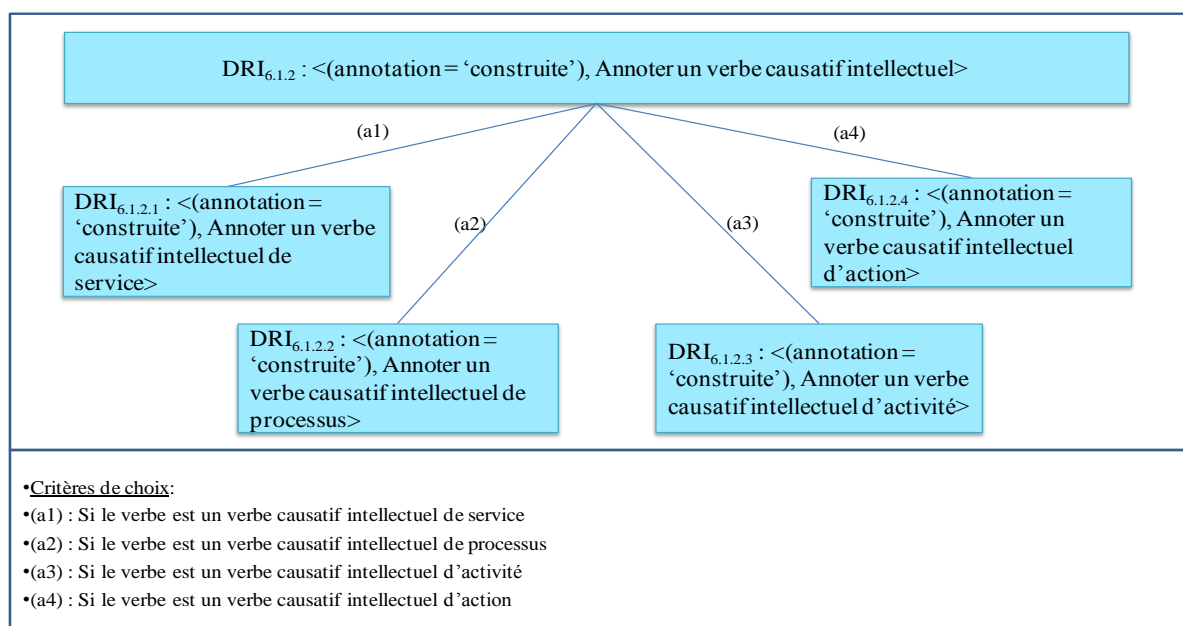 DRI6.1.2 : <(annotation = ‘construite’), Annoter un verbe causatif intellectuel>
(a1)
(a4)
DRI6.1.2.1 : <(annotation =
‘construite’), Annoter un verbe
causatif intellectuel de
service>
(a2)
(a3)
DRI6.1.2.4 : <(annotation =
‘construite’), Annoter un
verbe causatif intellectuel
d’action>
DRI6.1.2.2 : <(annotation =
‘construite’), Annoter un
verbe causatif intellectuel de
processus>
DRI6.1.2.3 : <(annotation =
‘construite’), Annoter un verbe
causatif intellectuel d’activité>
•Critères de choix:
•(a1) : Si le verbe est un verbe causatif intellectuel de service
•(a2) : Si le verbe est un verbe causatif intellectuel de processus
•(a3) : Si le verbe est un verbe causatif intellectuel d’activité
•(a4) : Si le verbe est un verbe causatif intellectuel d’action